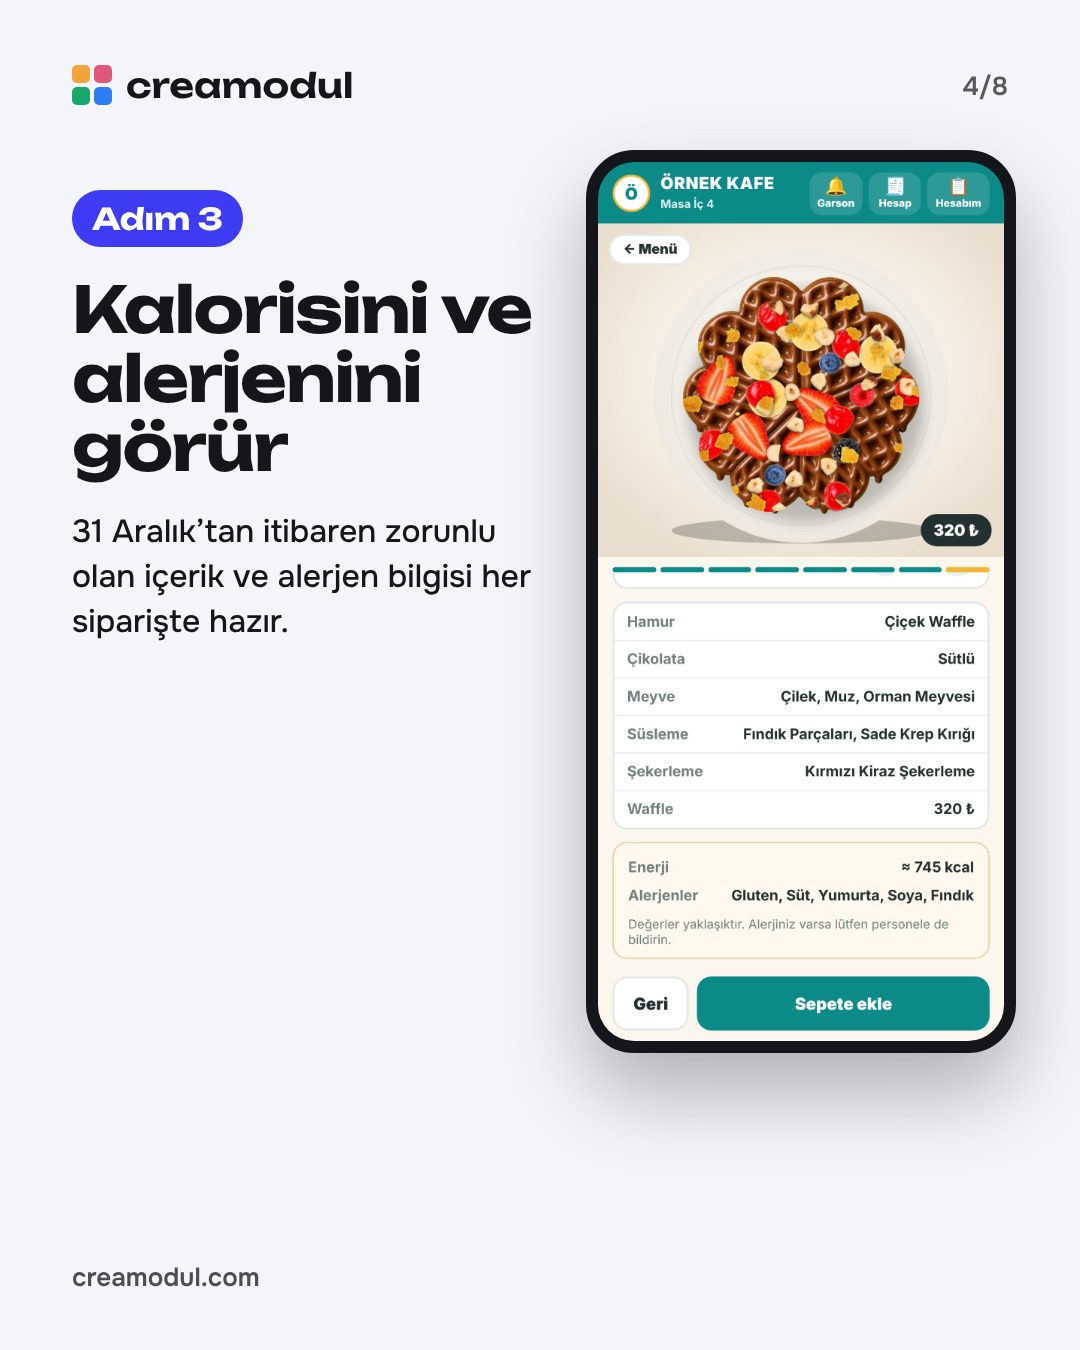 creamodul
4/8
Adım 3
Kalorisini ve
alerjenini
görür
31 Aralık’tan itibaren zorunlu
olan içerik ve alerjen bilgisi her
siparişte hazır.
Ö
ÖRNEK KAFE
Masa İç 4
Garson
Hesap
Hesabım
← Menü
320 ₺
Hamur Çiçek Waffle
Çikolata Sütlü
Meyve Çilek, Muz, Orman Meyvesi
Süsleme Fındık Parçaları, Sade Krep Kırığı
Şekerleme Kırmızı Kiraz Şekerleme
Waffle 320 ₺
Enerji ≈ 745 kcal
Alerjenler Gluten, Süt, Yumurta, Soya, Fındık
Değerler yaklaşıktır. Alerjiniz varsa lütfen personele de
bildirin.
Geri
Sepete ekle
creamodul.com